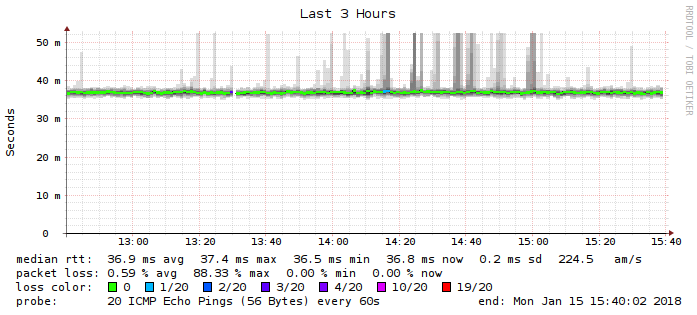 Last 3 Hours
RRDTOOL / TOBI OETIKER
Seconds
50 m
40 m
30 m
20 m
10 m
0
13:00 13:20 13:40 14:00 14:20 14:40 15:00 15:20 15:40
median rtt: 36.9 ms avg 37.4 ms max 36.5 ms min 36.8 ms now 0.2 ms sd 224.5 am/s
packet loss: 0.59 % avg 88.33 % max 0.00 % min 0.00 % now
loss color: 0 1/20 2/20 3/20 4/20 10/20 19/20
probe: 20 ICMP Echo Pings (56 Bytes) every 60s end: Mon Jan 15 15:40:02 2018